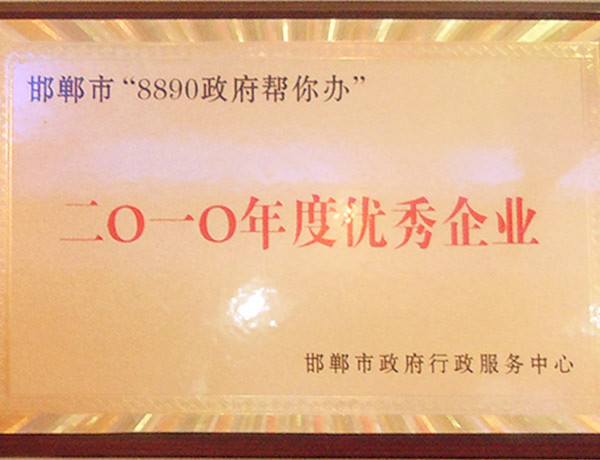 邯郸市“8890政府帮你办”
二O一O年度优秀企业
邯郸市政府行政服务中心